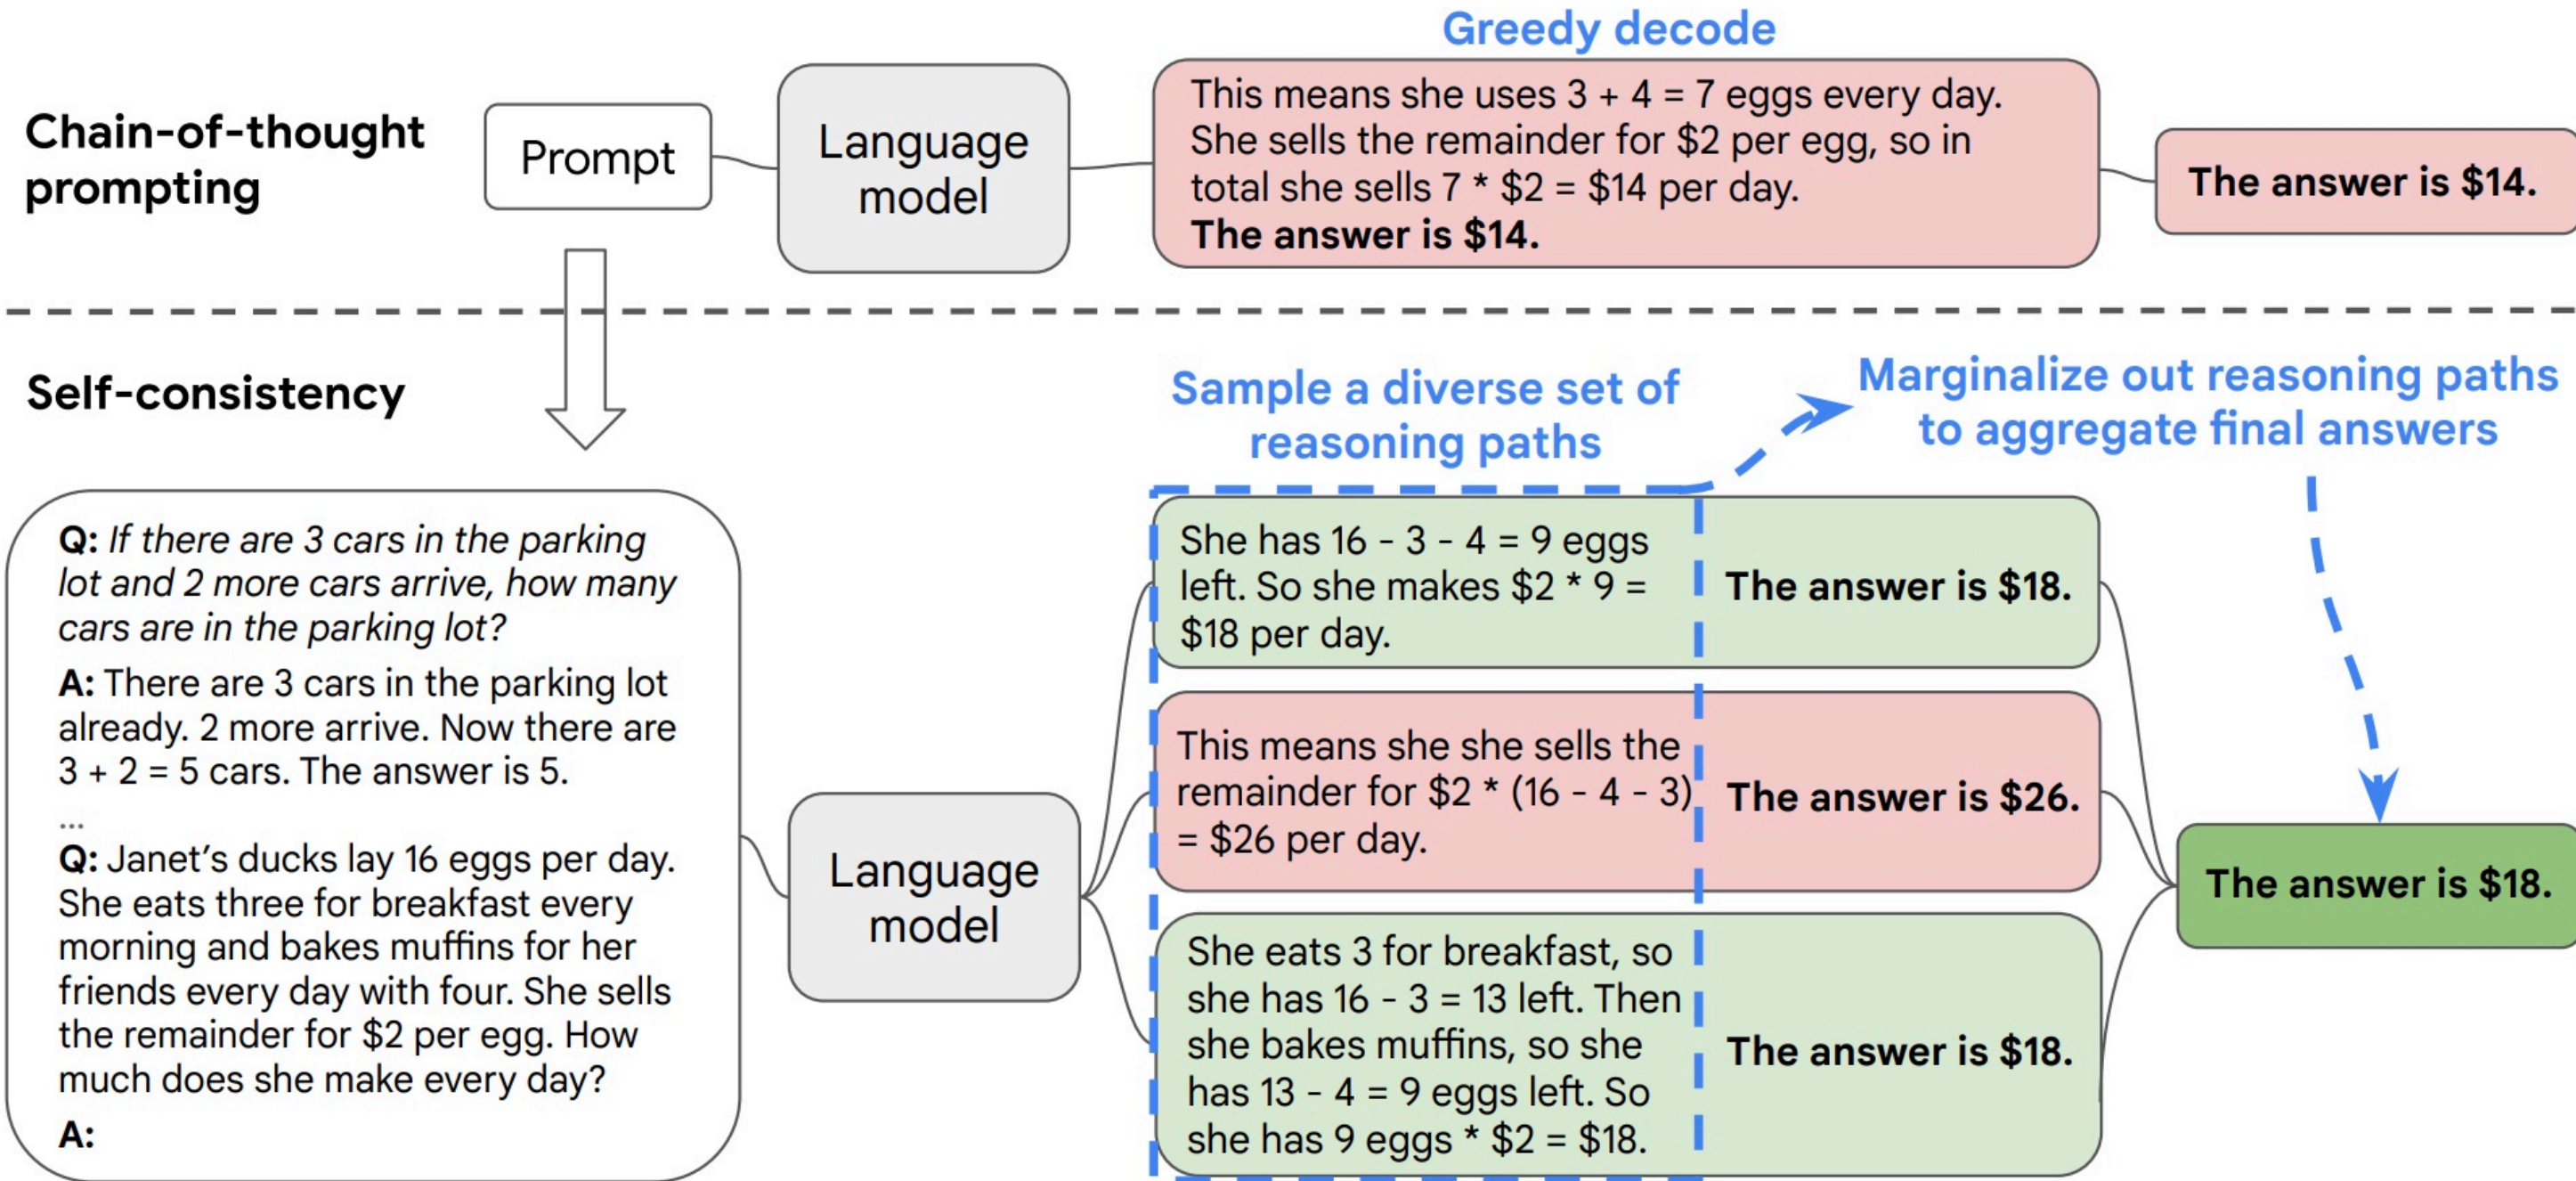 Greedy decode
Chain-of-thought
prompting
Prompt
Language
model
This means she uses 3 + 4 = 7 eggs every day.
She sells the remainder for $2 per egg, so in
total she sells 7 * $2 = $14 per day.
The answer is $14.
The answer is $14.
Self-consistency
Sample a diverse set of
reasoning paths
Marginalize out reasoning paths
to aggregate final answers
Q: If there are 3 cars in the parking
lot and 2 more cars arrive, how many
cars are in the parking lot?
A: There are 3 cars in the parking lot
already. 2 more arrive. Now there are
3 + 2 = 5 cars. The answer is 5.
...
Q: Janet’s ducks lay 16 eggs per day.
She eats three for breakfast every
morning and bakes muffins for her
friends every day with four. She sells
the remainder for $2 per egg. How
much does she make every day?
A:
Language
model
She has 16 - 3 - 4 = 9 eggs
left. So she makes $2 * 9 =
$18 per day.
The answer is $18.
This means she she sells the
remainder for $2 * (16 - 4 - 3)
= $26 per day.
The answer is $26.
She eats 3 for breakfast, so
she has 16 - 3 = 13 left. Then
she bakes muffins, so she
has 13 - 4 = 9 eggs left. So
she has 9 eggs * $2 = $18.
The answer is $18.
The answer is $18.